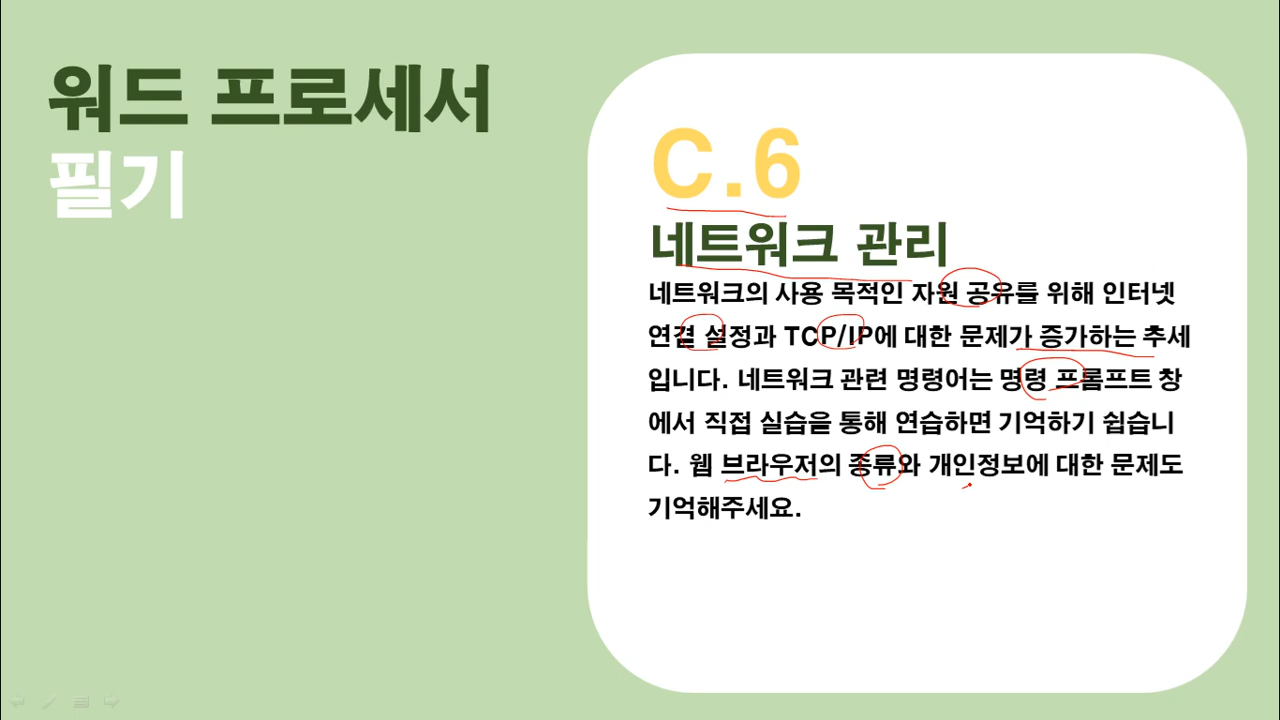 워드 프로세서
필기
C.6
네트워크 관리
네트워크의 사용 목적인 자원 공유를 위해 인터넷
연결 설정과 TCP/IP에 대한 문제가 증가하는 추세
입니다. 네트워크 관련 명령어는 명령 프롬프트 창
에서 직접 실습을 통해 연습하면 기억하기 쉽습니
다. 웹 브라우저의 종류와 개인정보에 대한 문제도
기억해주세요.